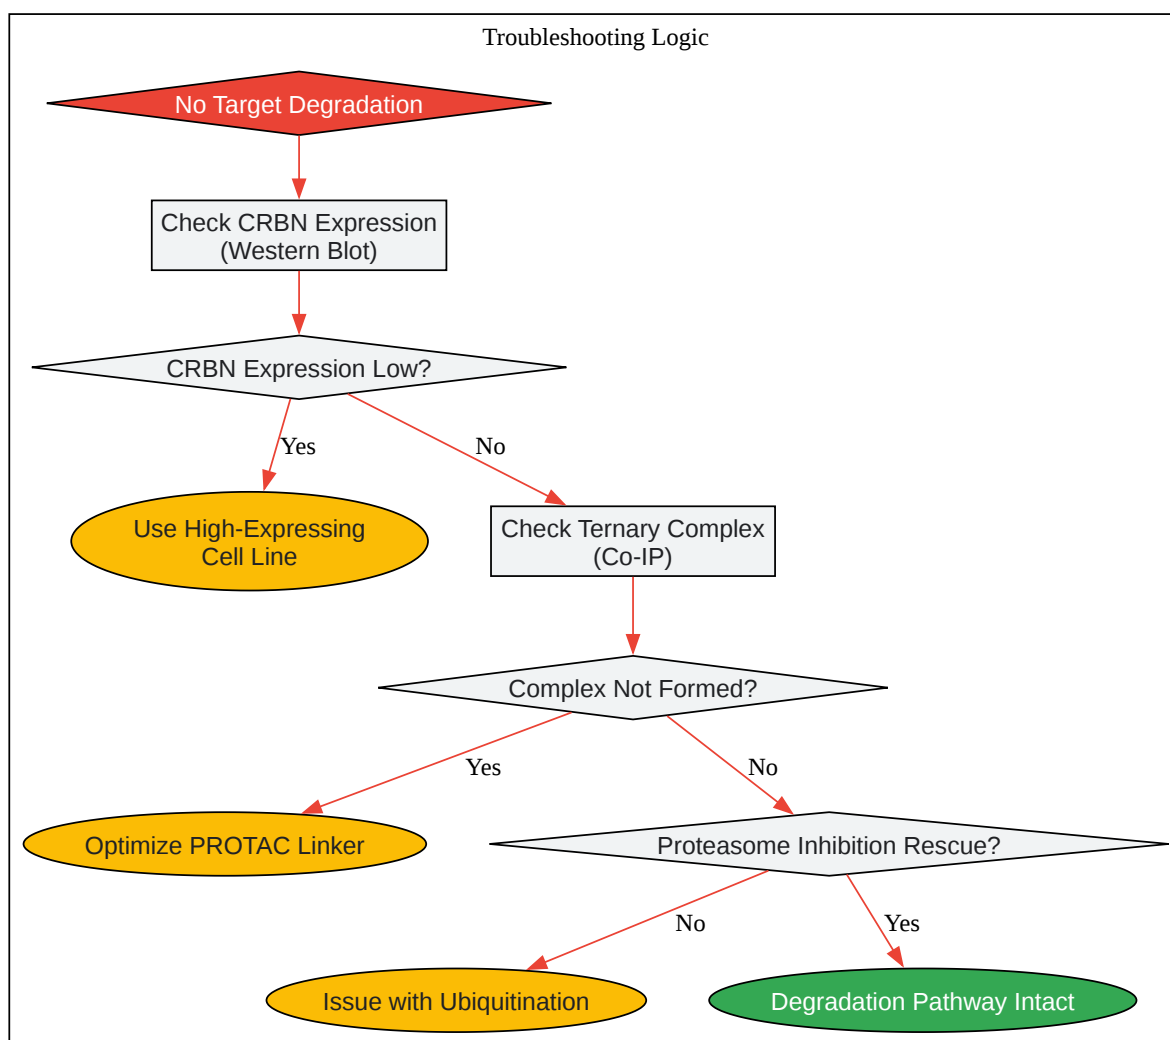 Troubleshooting Logic
No Target Degradation
Check CRBN Expression
(Western Blot)
CRBN Expression Low?
Yes
No
Use High-Expressing
Cell Line
Check Ternary Complex
(Co-IP)
Complex Not Formed?
Yes
No
Optimize PROTAC Linker
Proteasome Inhibition Rescue?
No
Yes
Issue with Ubiquitination
Degradation Pathway Intact